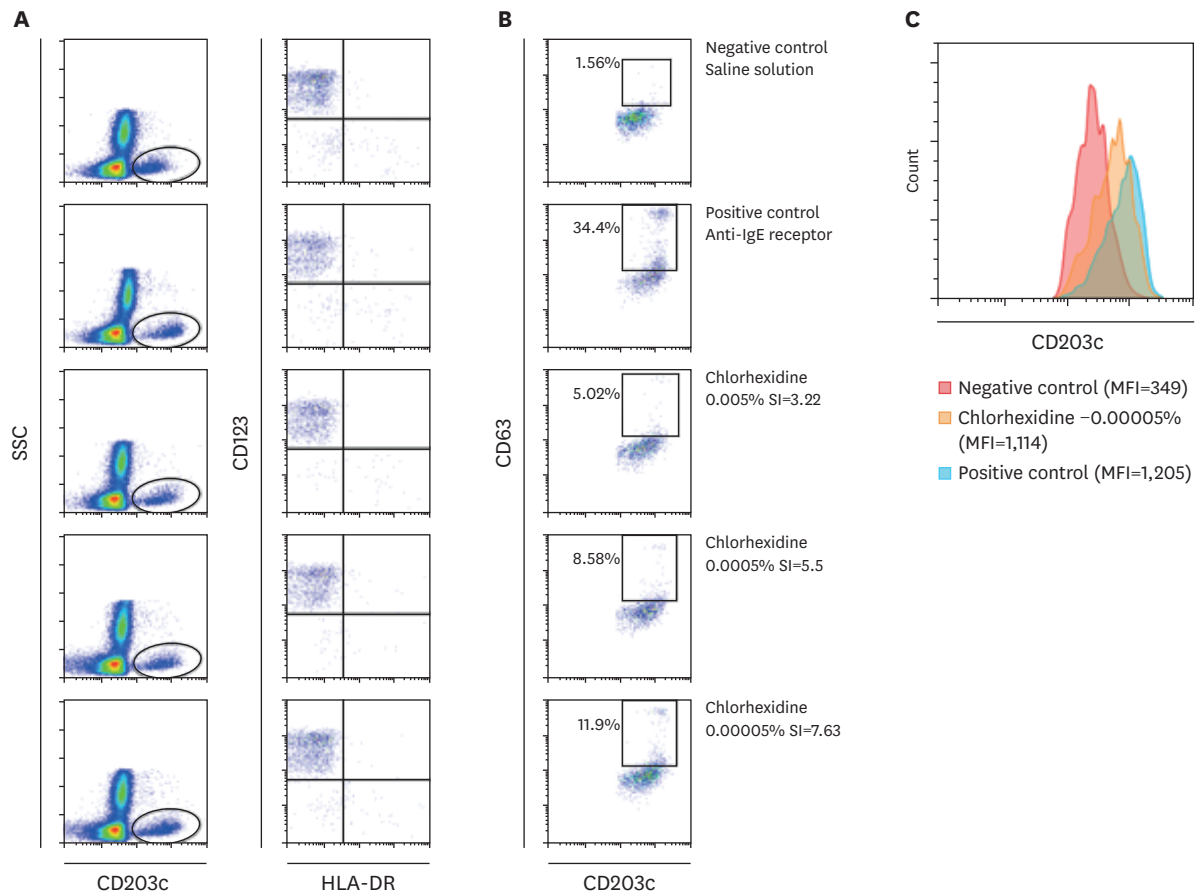 A
B
C
SSC
CD203c
CD123
HLA-DR
CD63
CD203c
1.56%
Negative control
Saline solution
34.4%
Positive control
Anti-IgE receptor
5.02%
Chlorhexidine
0.005% SI=3.22
8.58%
Chlorhexidine
0.0005% SI=5.5
11.9%
Chlorhexidine
0.00005% SI=7.63
Count
CD203c
Negative control (MFI=349)
Chlorhexidine −0.00005%
(MFI=1,114)
Positive control (MFI=1,205)